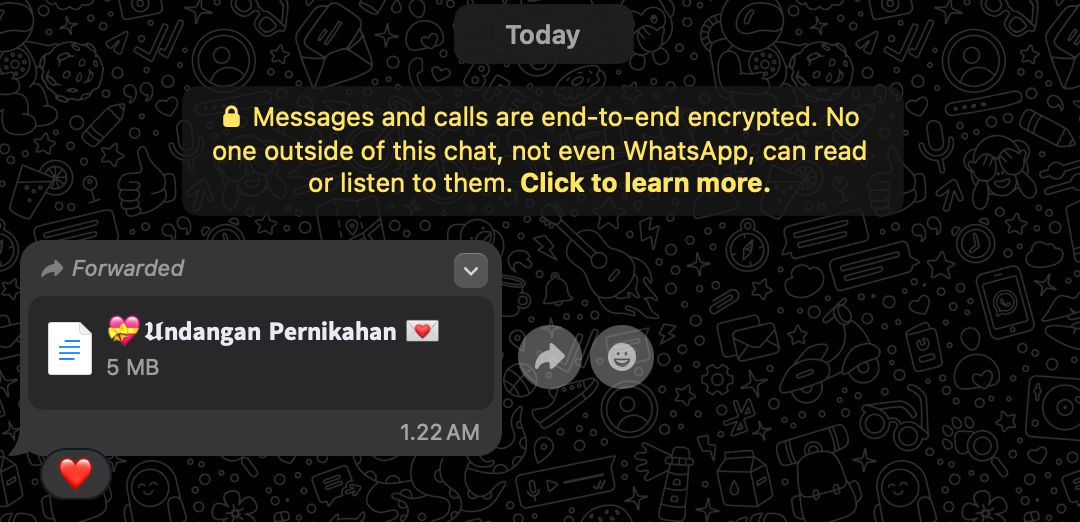 Today
🔒 Messages and calls are end-to-end encrypted. No
one outside of this chat, not even WhatsApp, can read
or listen to them. Click to learn more.
Forwarded
💝𝖀ndangan Pernikahan 💌
5 MB
1.22 AM